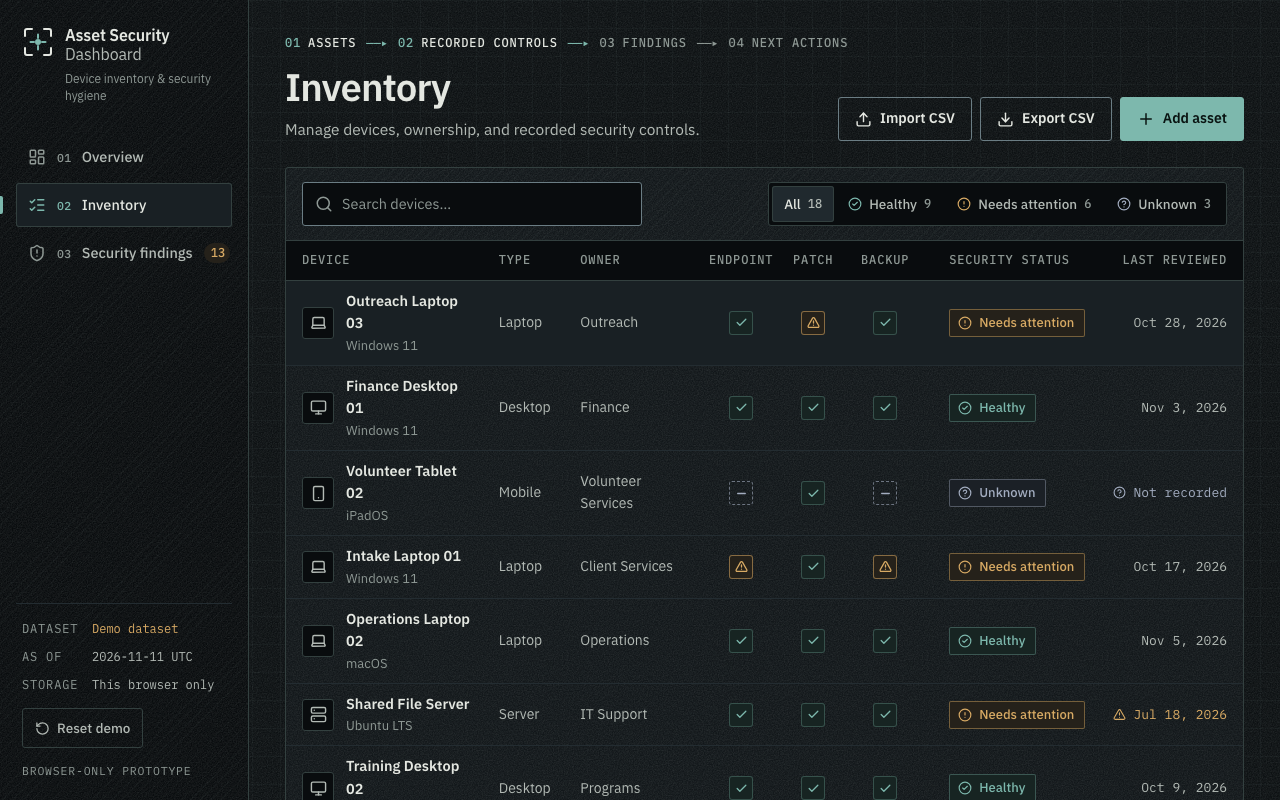 Asset Security
Dashboard
Device inventory & security
hygiene
01 Overview
02 Inventory
03 Security findings 13
DATASET Demo dataset
AS OF 2026-11-11 UTC
STORAGE This browser only
Reset demo
BROWSER-ONLY PROTOTYPE
01 ASSETS 02 RECORDED CONTROLS 03 FINDINGS 04 NEXT ACTIONS
Inventory
Manage devices, ownership, and recorded security controls.
Import CSV Export CSV Add asset
Search devices...
All 18 Healthy 9 Needs attention 6 Unknown 3
DEVICE TYPE OWNER ENDPOINT PATCH BACKUP SECURITY STATUS LAST REVIEWED
Outreach Laptop
03
Windows 11
Laptop Outreach Needs attention Oct 28, 2026
Finance Desktop
01
Windows 11
Desktop Finance Healthy Nov 3, 2026
Volunteer Tablet
02
iPadOS
Mobile
Volunteer
Services
Unknown Not recorded
Intake Laptop 01
Windows 11
Laptop Client Services Needs attention Oct 17, 2026
Operations Laptop
02
macOS
Laptop Operations Healthy Nov 5, 2026
Shared File Server
Ubuntu LTS
Server IT Support Needs attention Jul 18, 2026
Training Desktop
02
Desktop Programs Healthy Oct 9, 2026